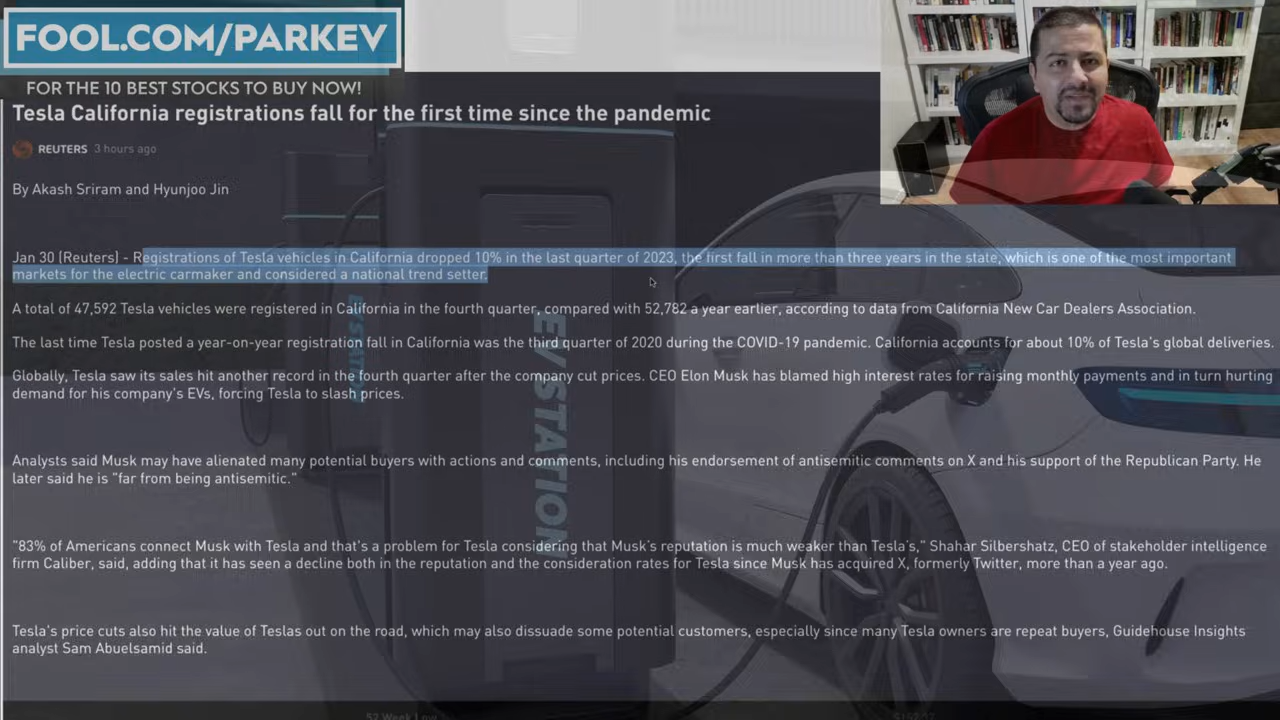 FOOL.COM/PARKEV
FOR THE 10 BEST STOCKS TO BUY NOW!
Tesla California registrations fall for the first time since the pandemic
REUTERS 3 hours ago
By Akash Sriram and Hyunjoo Jin
Jan 30 (Reuters) - Registrations of Tesla vehicles in California dropped 10% in the last quarter of 2023, the first fall in more than three years in the state, which is one of the most important
markets for the electric carmaker and considered a national trend setter.
A total of 47,592 Tesla vehicles were registered in California in the fourth quarter, compared with 52,782 a year earlier, according to data from California New Car Dealers Association.
The last time Tesla posted a year-on-year registration fall in California was the third quarter of 2020 during the COVID-19 pandemic. California accounts for about 10% of Tesla's global deliveries.
Globally, Tesla saw its sales hit another record in the fourth quarter after the company cut prices. CEO Elon Musk has blamed high interest rates for raising monthly payments and in turn hurting
demand for his company's EVs, forcing Tesla to slash prices.
Analysts said Musk may have alienated many potential buyers with actions and comments, including his endorsement of antisemitic comments on X and his support of the Republican Party. He
later said he is "far from being antisemitic."
"83% of Americans connect Musk with Tesla and that's a problem for Tesla considering that Musk's reputation is much weaker than Tesla's," Shahar Silbershatz, CEO of stakeholder intelligence
firm Caliber, said, adding that it has seen a decline both in the reputation and the consideration rates for Tesla since Musk has acquired X, formerly Twitter, more than a year ago.
Tesla's price cuts also hit the value of Teslas out on the road, which may also dissuade some potential customers, especially since many Tesla owners are repeat buyers, Guidehouse Insights
analyst Sam Abuelsamid said.
EVSTATION
EVSTATION
52 Week Low